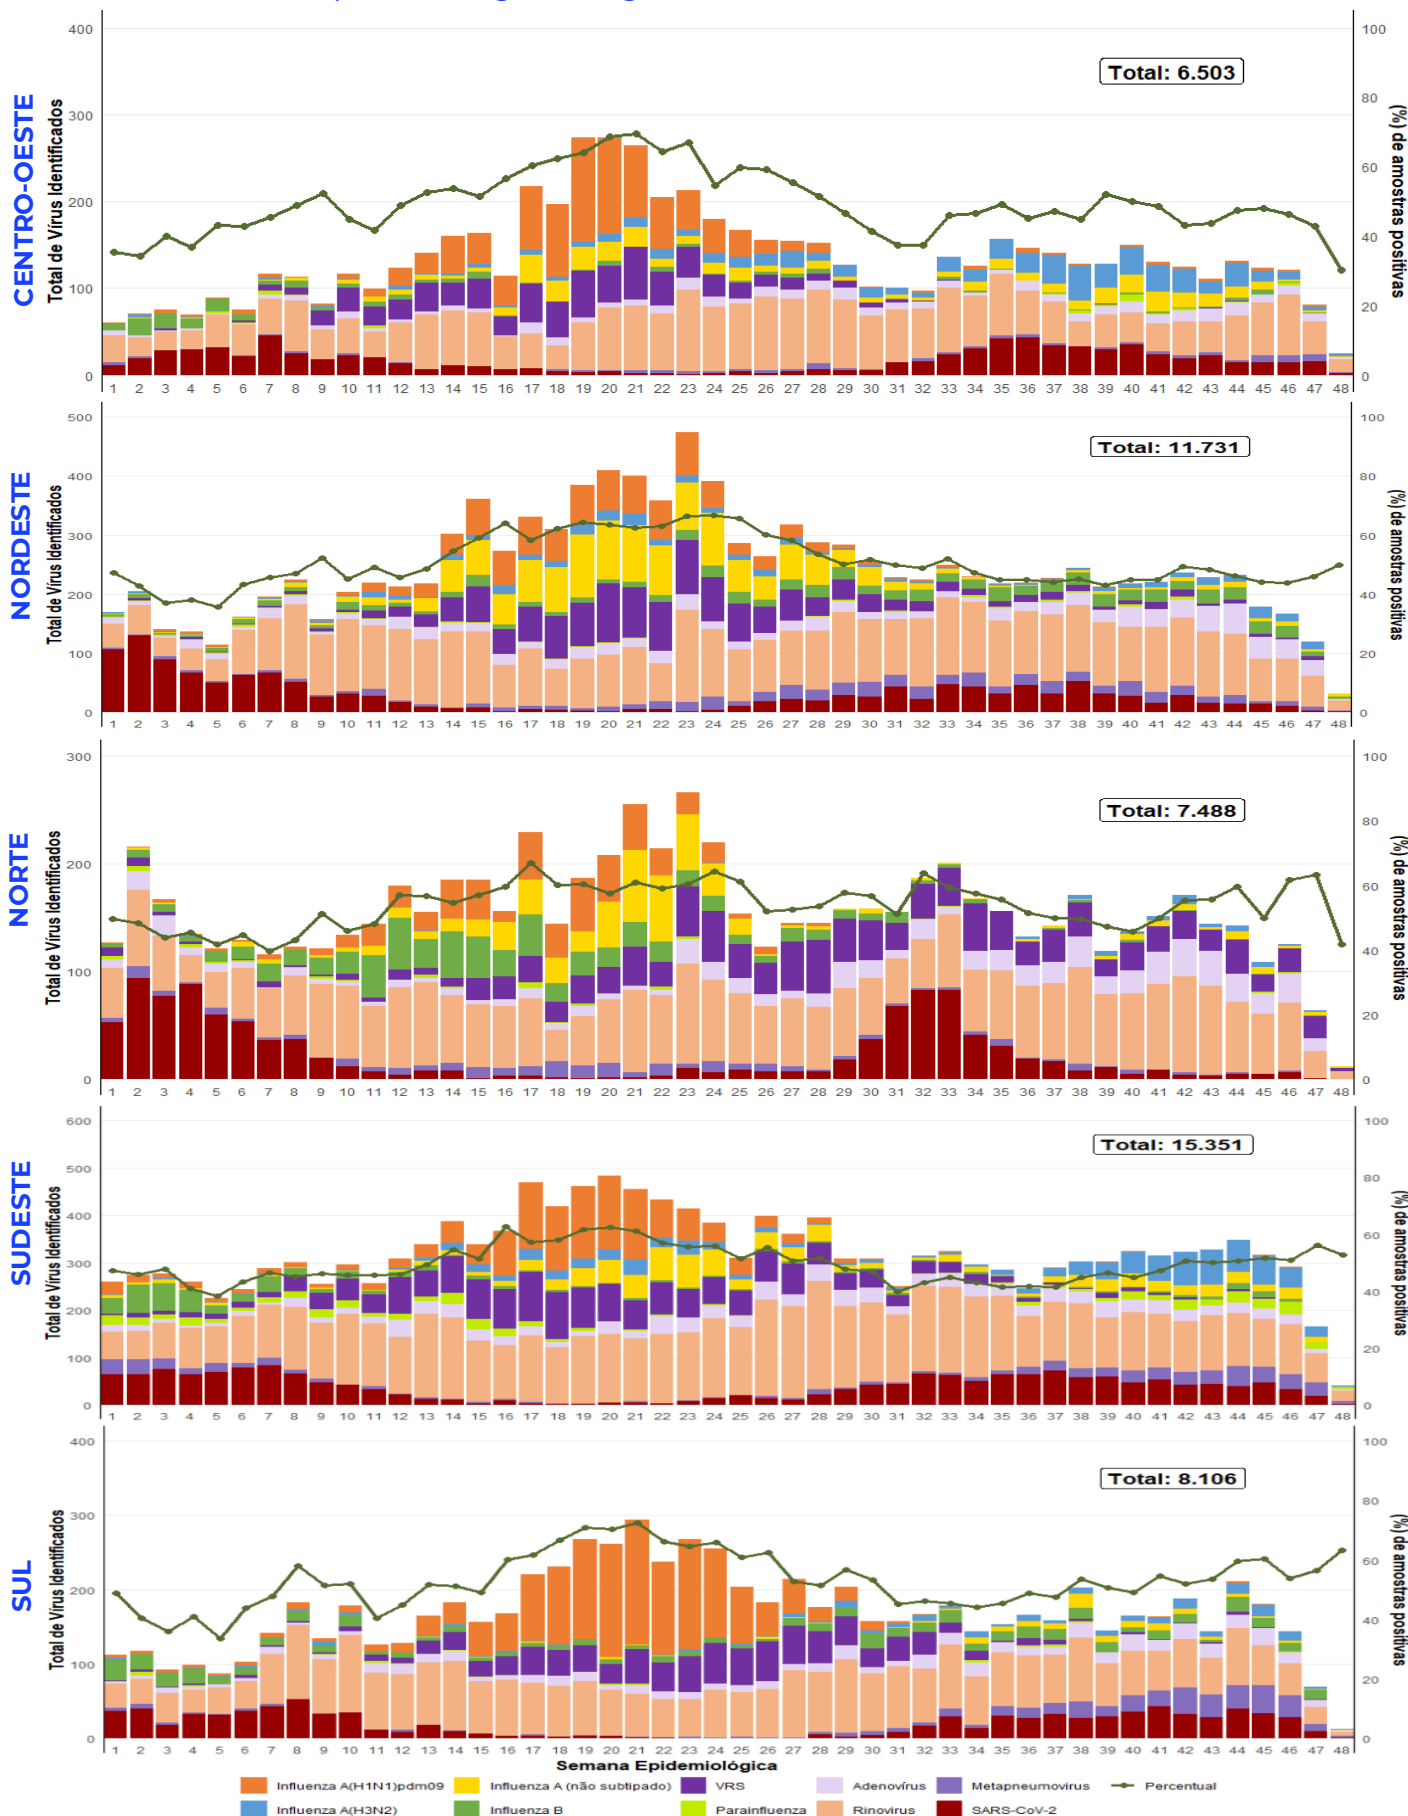 CENTRO-OESTE
Total de Vírus Identificados
400
300
200
100
0
Total: 6.503
100
80
60
40
20
0
(%) de amostras positivas
1 2 3 4 5 6 7 8 9 10 11 12 13 14 15 16 17 18 19 20 21 22 23 24 25 26 27 28 29 30 31 32 33 34 35 36 37 38 39 40 41 42 43 44 45 46 47 48
NORDESTE
Total de Vírus Identificados
500
400
300
200
100
0
Total: 11.731
100
80
60
40
20
0
(%) de amostras positivas
1 2 3 4 5 6 7 8 9 10 11 12 13 14 15 16 17 18 19 20 21 22 23 24 25 26 27 28 29 30 31 32 33 34 35 36 37 38 39 40 41 42 43 44 45 46 47 48
NORTE
Total de Vírus Identificados
300
200
100
0
Total: 7.488
100
80
60
40
20
0
(%) de amostras positivas
1 2 3 4 5 6 7 8 9 10 11 12 13 14 15 16 17 18 19 20 21 22 23 24 25 26 27 28 29 30 31 32 33 34 35 36 37 38 39 40 41 42 43 44 45 46 47 48
SUDESTE
Total de Vírus Identificados
600
500
400
300
200
100
0
Total: 15.351
100
80
60
40
20
0
(%) de amostras positivas
1 2 3 4 5 6 7 8 9 10 11 12 13 14 15 16 17 18 19 20 21 22 23 24 25 26 27 28 29 30 31 32 33 34 35 36 37 38 39 40 41 42 43 44 45 46 47 48
SUL
Total de Vírus Identificados
400
300
200
100
0
Total: 8.106
100
80
60
40
20
0
(%) de amostras positivas
1 2 3 4 5 6 7 8 9 10 11 12 13 14 15 16 17 18 19 20 21 22 23 24 25 26 27 28 29 30 31 32 33 34 35 36 37 38 39 40 41 42 43 44 45 46 47 48
Semana Epidemiológica
Influenza A(H1N1)pdm09 Influenza A (não subtipado) VRS Adenovírus Metapneumovirus Percentual
Influenza A(H3N2) Influenza B Parainfluenza Rinovirus SARS-CoV-2